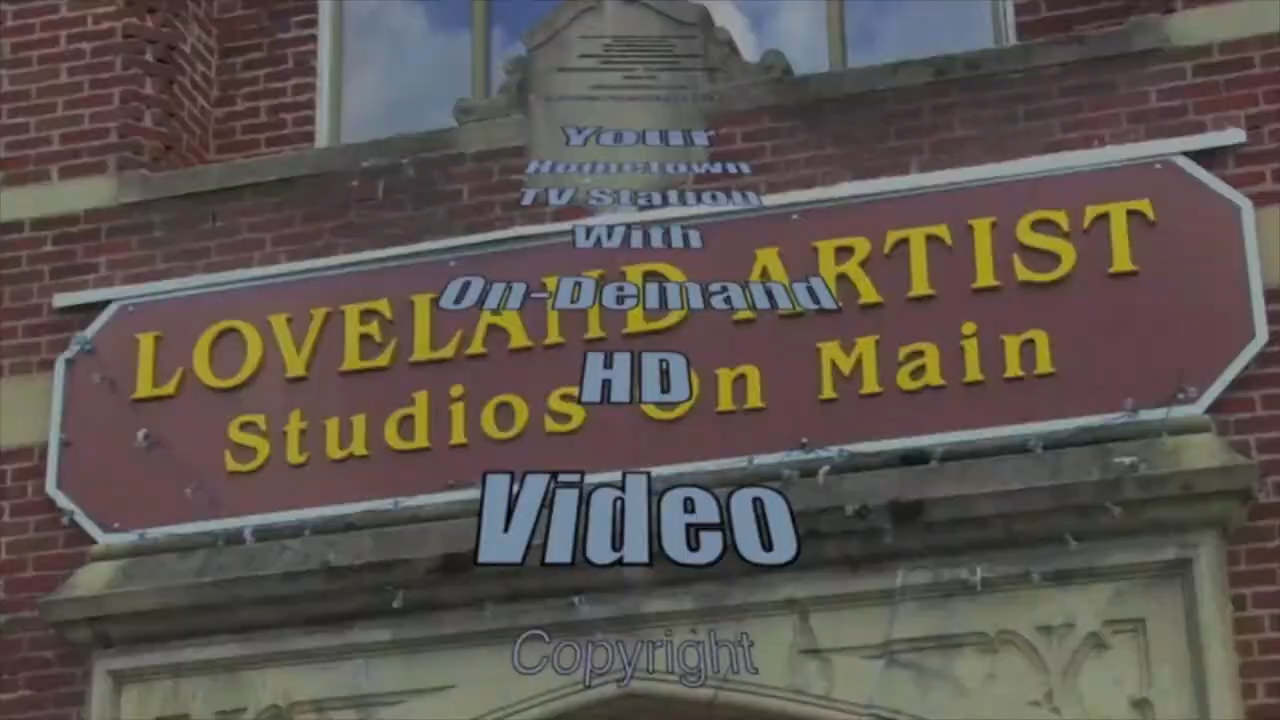 Your
Hometown
TV Station
With
On-Demand
HD
Video
Copyright
LOVELAND ARTIST
Studios On Main